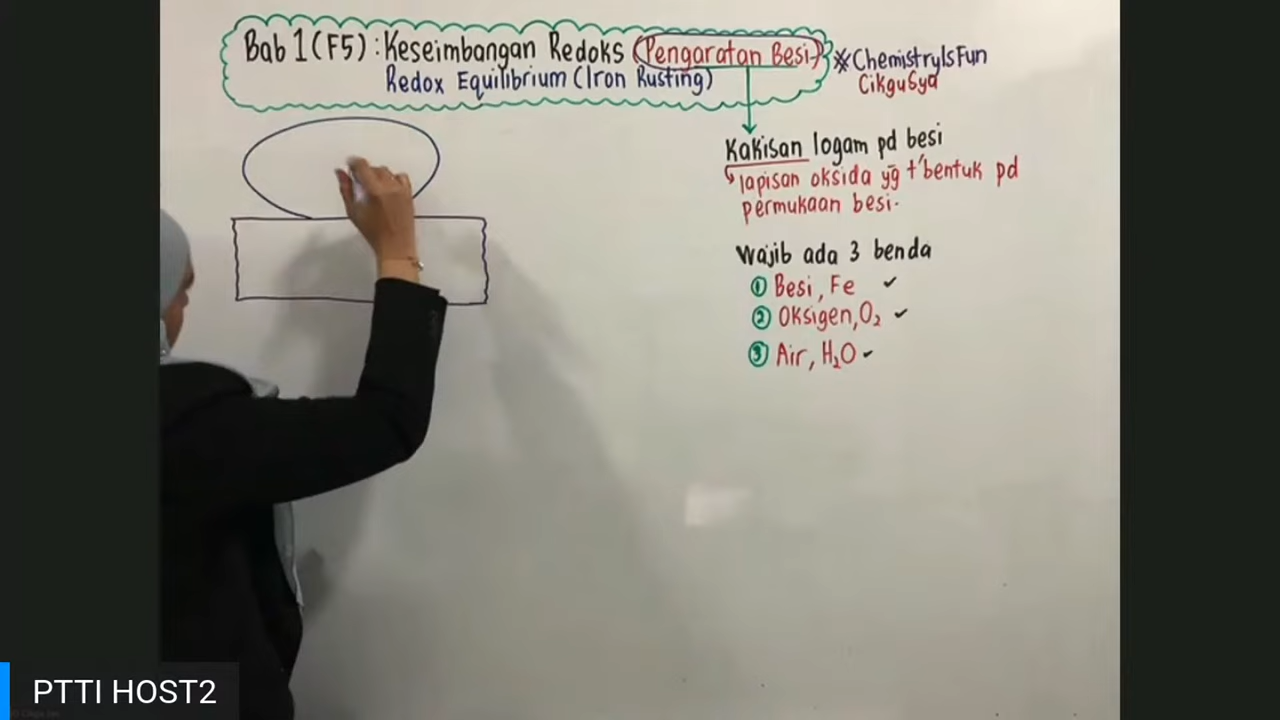 Bab 1 (F5) : Keseimbangan Redoks (Pengaratan Besi)
Redox Equilibrium (Iron Rusting)
※ChemistryIsFun
CikguSya
Kakisan logam pd besi
lapisan oksida yg t'bentuk pd
permukaan besi.
Wajib ada 3 benda
① Besi, Fe ✓
② Oksigen, O₂ ✓
③ Air, H₂O ✓
PTTI HOST2